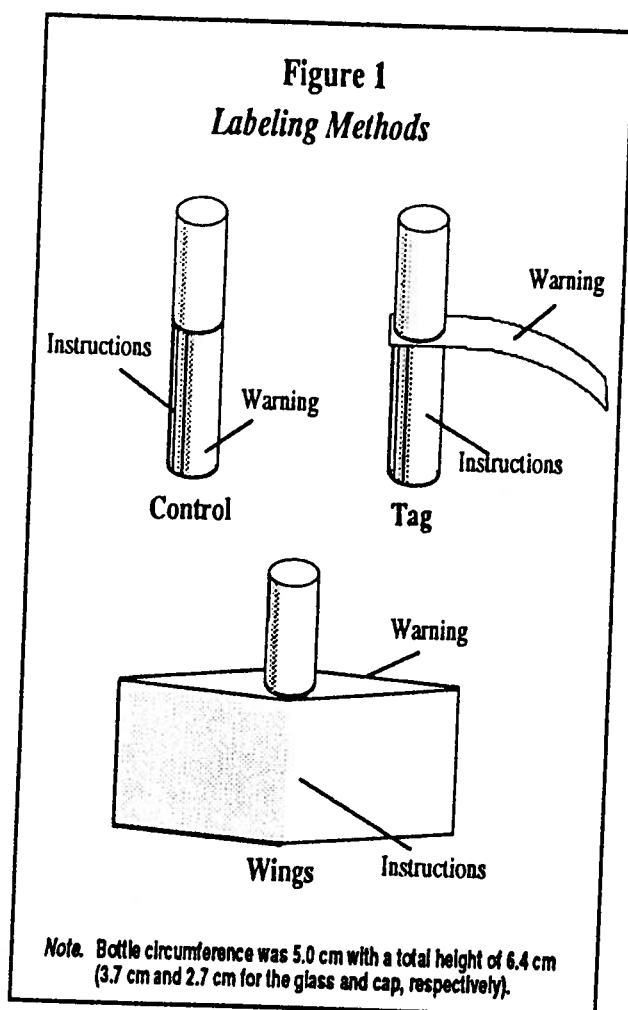 Figure 1
Labeling Methods
Warning
Instructions
Warning
Instructions
Control
Tag
Warning
Instructions
Wings
Note. Bottle circumference was 5.0 cm with a total height of 6.4 cm
(3.7 cm and 2.7 cm for the glass and cap, respectively).